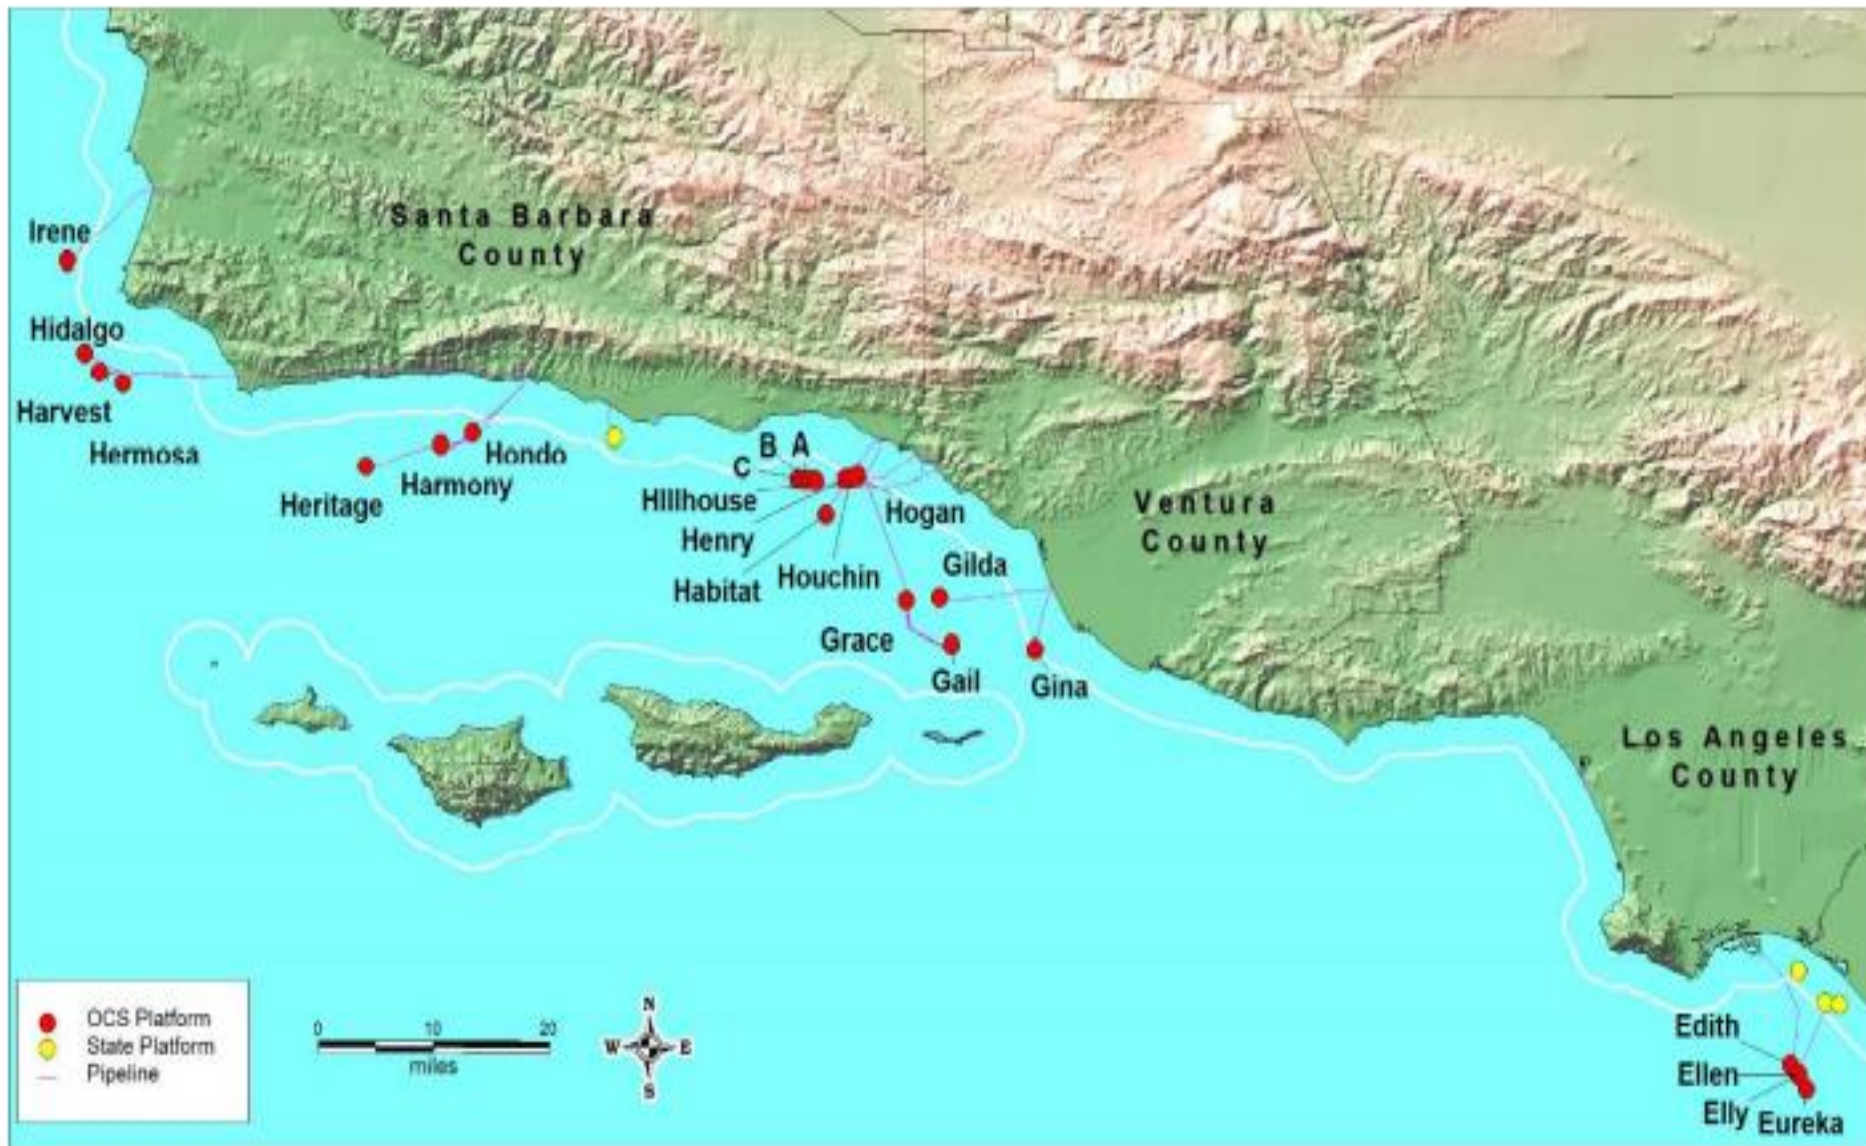 Santa Barbara
County
Irene
Hidalgo
Harvest
Hermosa
Hondo
Harmony
Heritage
B A
C
HIllhouse
Henry
Habitat
Houchin
Hogan
Gilda
Grace
Gail
Gina
Ventura
County
Los Angeles
County
Edith
Ellen
Elly
Eureka
OCS Platform
State Platform
Pipeline
0 10 20
miles
N
W E
S